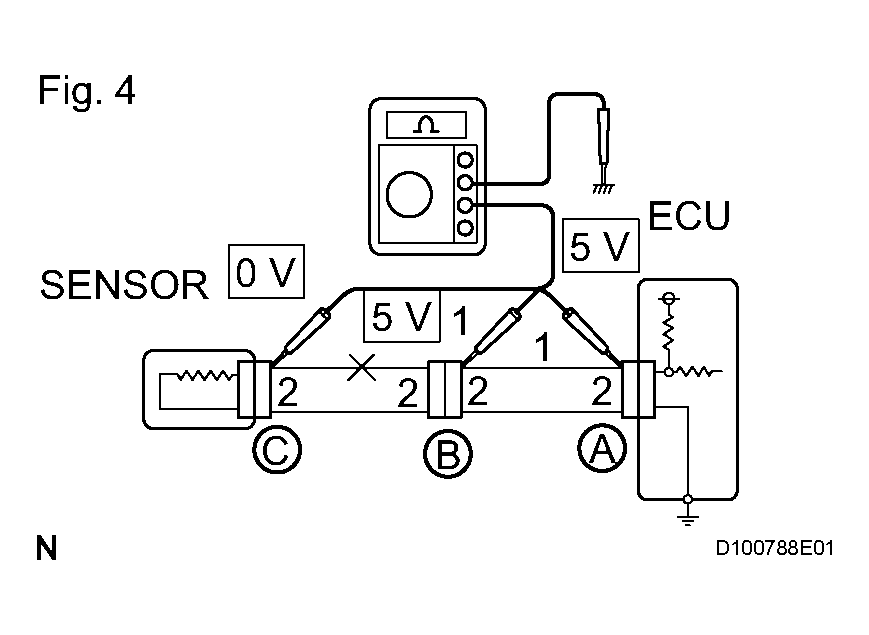 Fig. 4
Ω
ECU
5 V
0 V
SENSOR
5 V 1
1
2 2 2 2
C B A
N D100788E01